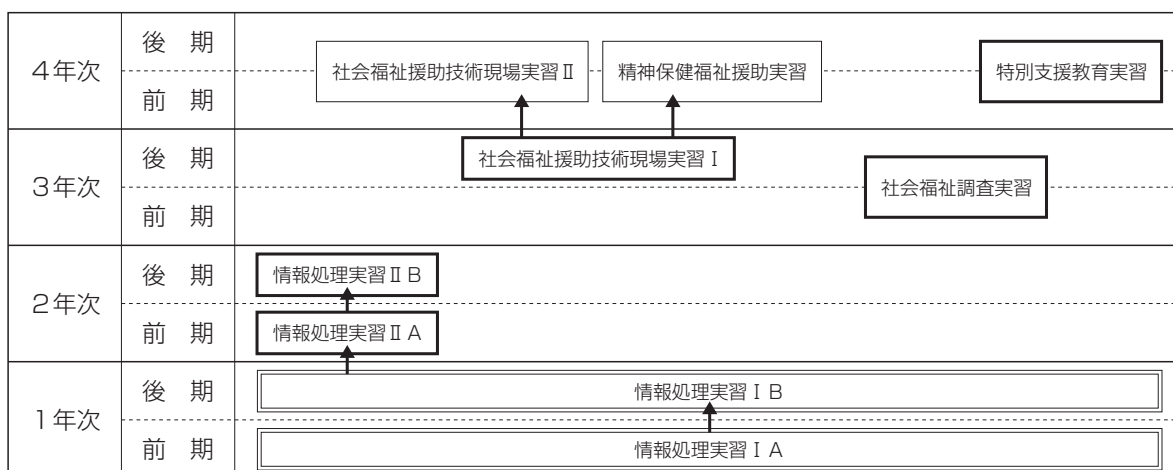 4年次
後 期
社会福祉援助技術現場実習Ⅱ
精神保健福祉援助実習
特別支援教育実習
前 期
3年次
後 期
社会福祉援助技術現場実習Ⅰ
社会福祉調査実習
前 期
2年次
後 期
情報処理実習ⅡB
前 期
情報処理実習ⅡA
1年次
後 期
情報処理実習ⅠB
前 期
情報処理実習ⅠA